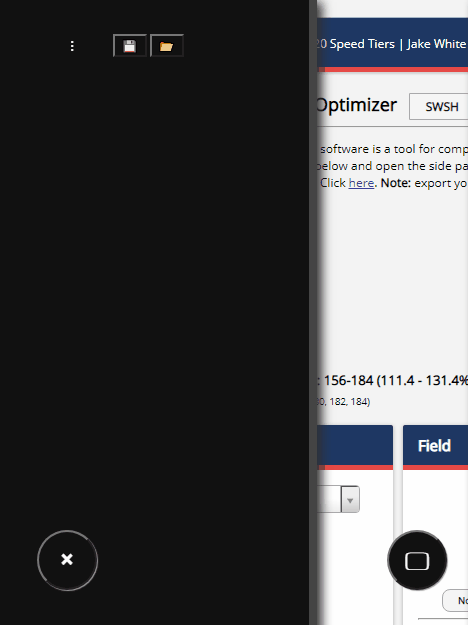 20 Speed Tiers | Jake White
Optimizer
SWSH
software is a tool for comp
below and open the side pa
Click here. Note: export yo
: 156-184 (111.4 - 131.4%
80, 182, 184)
Field
No